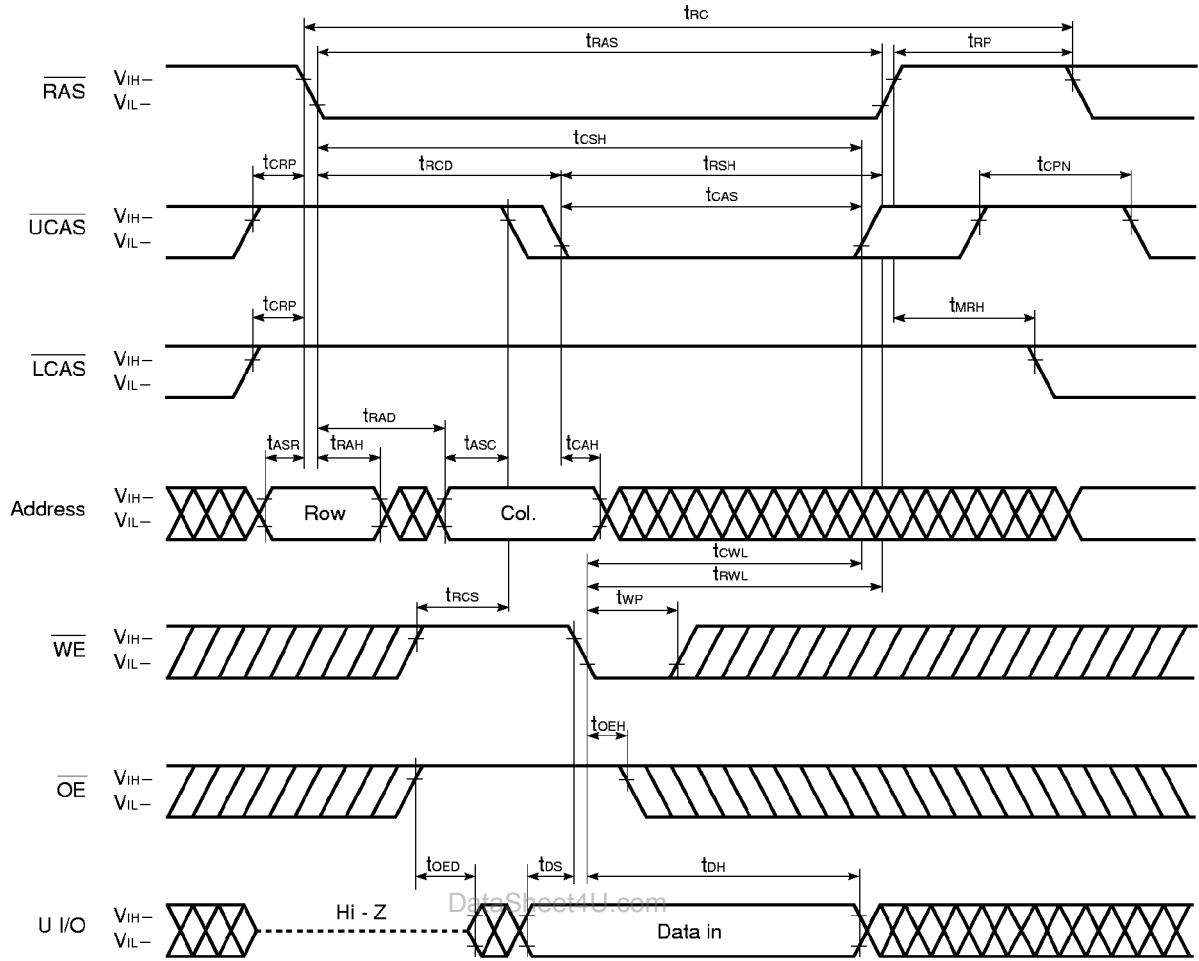 tRC
tRAS tRP
RAS VIH–
VIL–
tCSH
tCRP tRCD tRSH tCPN
tCAS
UCAS VIH–
VIL–
tCRP tMRH
LCAS VIH–
VIL–
tRAD
tASR tRAH tASC tCAH
Address VIH–
VIL–
Row Col.
tCWL
tRWL
tRCS tWP
WE VIH–
VIL–
tOEH
OE VIH–
VIL–
tOED tDS tDH
DataSheet4U.com
U I/O VIH–
VIL–
Hi - Z Data in